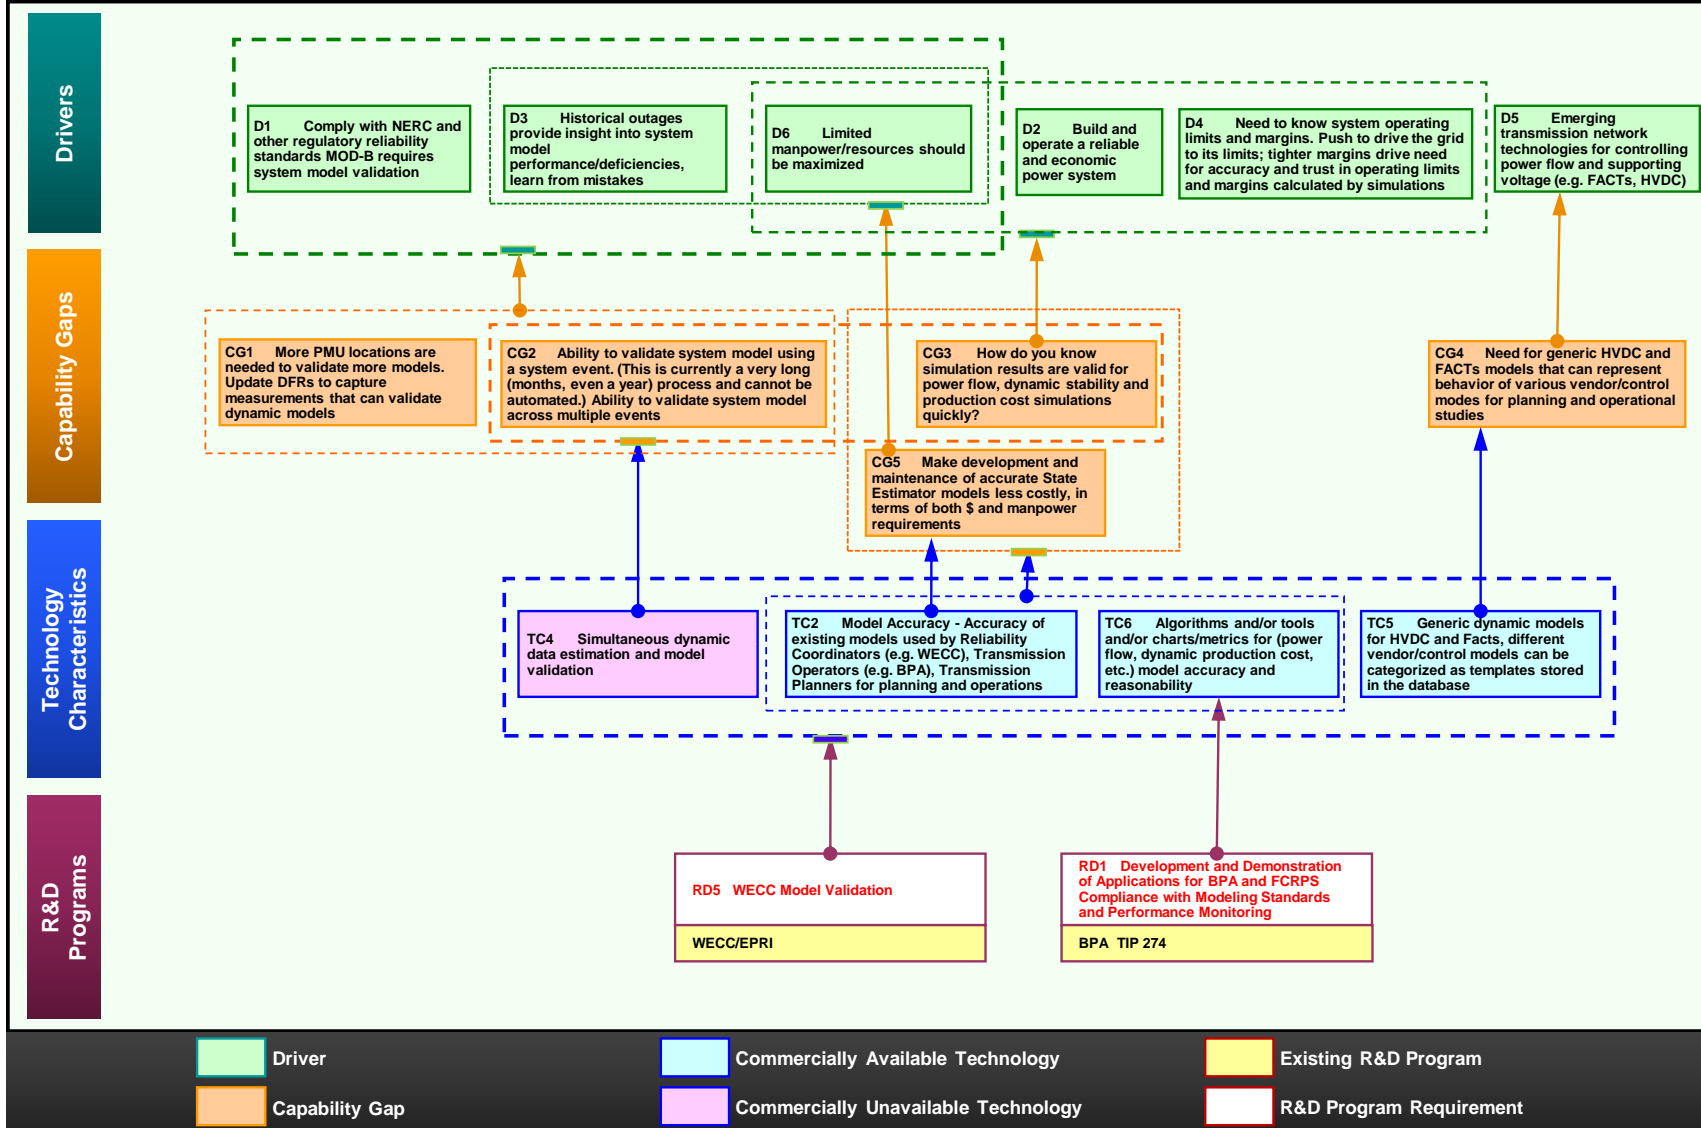 Drivers
D1 Comply with NERC and
other regulatory reliability
standards MOD-B requires
system model validation
D3 Historical outages
provide insight into system
model
performance/deficiencies,
learn from mistakes
D6 Limited
manpower/resources should
be maximized
D2 Build and
operate a reliable
and economic
power system
D4 Need to know system operating
limits and margins. Push to drive the grid
to its limits; tighter margins drive need
for accuracy and trust in operating limits
and margins calculated by simulations
D5 Emerging
transmission network
technologies for controlling
power flow and supporting
voltage (e.g. FACTs, HVDC)
Capability Gaps
CG1 More PMU locations are
needed to validate more models.
Update DFRs to capture
measurements that can validate
dynamic models
CG2 Ability to validate system model using
a system event. (This is currently a very long
(months, even a year) process and cannot be
automated.) Ability to validate system model
across multiple events
CG3 How do you know
simulation results are valid for
power flow, dynamic stability and
production cost simulations
quickly?
CG4 Need for generic HVDC and
FACTs models that can represent
behavior of various vendor/control
modes for planning and operational
studies
CG5 Make development and
maintenance of accurate State
Estimator models less costly, in
terms of both $ and manpower
requirements
Technology
Characteristics
TC4 Simultaneous dynamic
data estimation and model
validation
TC2 Model Accuracy - Accuracy of
existing models used by Reliability
Coordinators (e.g. WECC), Transmission
Operators (e.g. BPA), Transmission
Planners for planning and operations
TC6 Algorithms and/or tools
and/or charts/metrics for (power
flow, dynamic production cost,
etc.) model accuracy and
reasonability
TC5 Generic dynamic models
for HVDC and Facts, different
vendor/control models can be
categorized as templates stored
in the database
R&D
Programs
RD5 WECC Model Validation
WECC/EPRI
RD1 Development and Demonstration
of Applications for BPA and FCRPS
Compliance with Modeling Standards
and Performance Monitoring
BPA TIP 274
Driver
Commercially Available Technology
Existing R&D Program
Capability Gap
Commercially Unavailable Technology
R&D Program Requirement